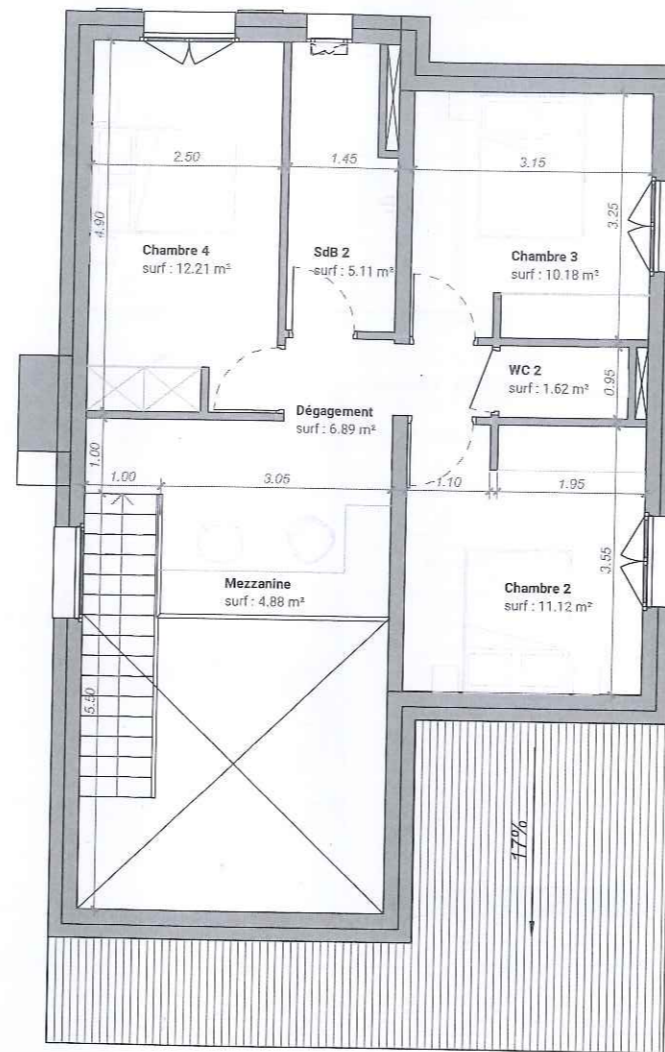 2.50
1.45
3.15
4.90
3.25
Chambre 4
surf : 12.21 m²
SdB 2
surf : 5.11 m²
Chambre 3
surf : 10.18 m²
WC 2
surf : 1.62 m²
0.95
Dégagement
surf : 6.89 m²
1.00
1.00
3.05
1.10
1.95
Mezzanine
surf : 4.88 m²
Chambre 2
surf : 11.12 m²
3.55
5.50
17%